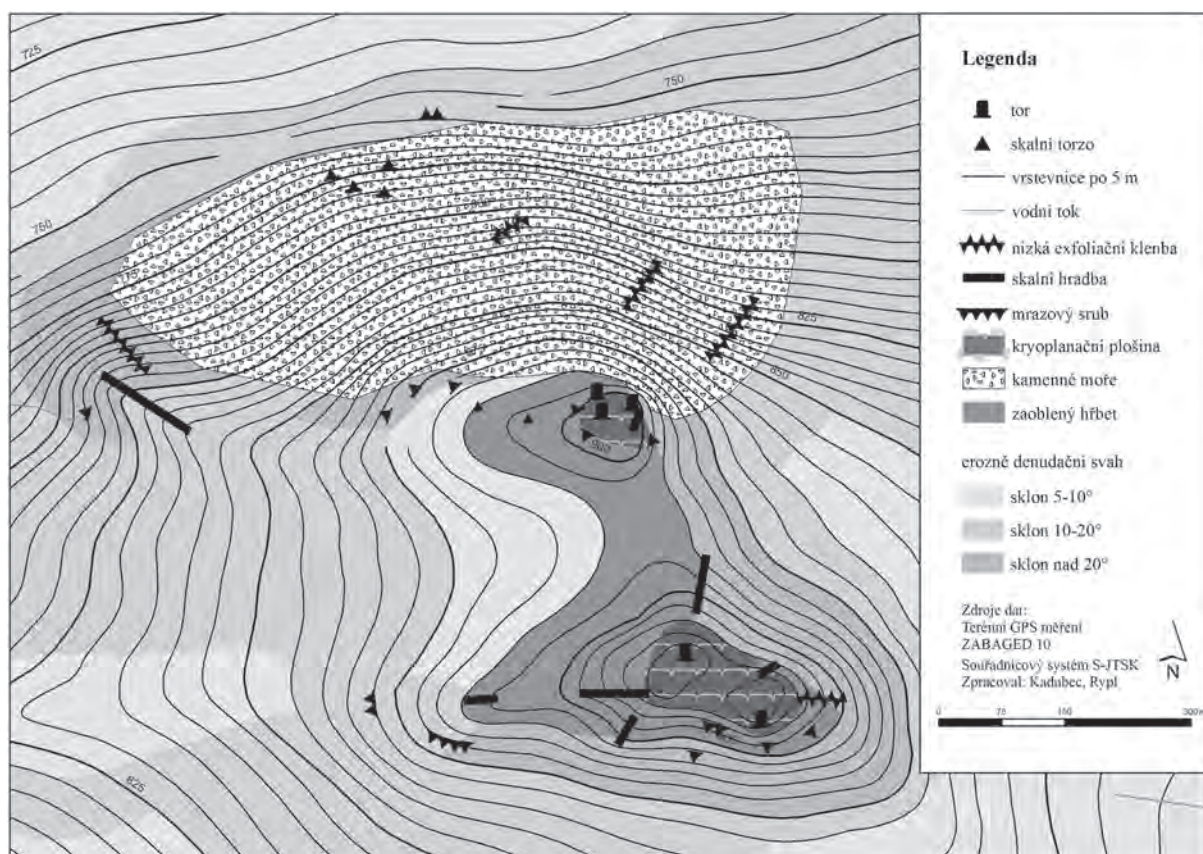 725
750
750
775
825
850
900
825
Legenda
tor
skalní torzo
vrstevnice po 5 m
vodní tok
nízká exfoliační klenba
skalní hradba
mrazový srub
kryoplanační plošina
kamenné moře
zaoblený hřbet
erozně denudační svah
sklon 5-10°
sklon 10-20°
sklon nad 20°
Zdroje dat:
Terénní GPS měření
ZABAGED 10
Souřadnicový systém S-JTSK
Zpracoval: Kadubec, Rypl
N
0 75 150 300 m